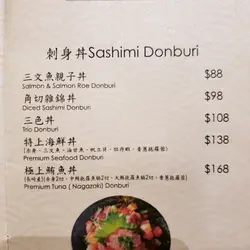 刺身丼Sashimi Donburi
三文魚親子丼 $88
Salmon & Salmon Roe Donburi
角切雜錦丼 $98
Diced Sashimi Donburi
三色丼 $108
Trio Donburi
特上海鮮丼 $138
Premium Seafood Donburi
極上鮪魚丼 $168
Premium Tuna ( Nagazaki) Donburi